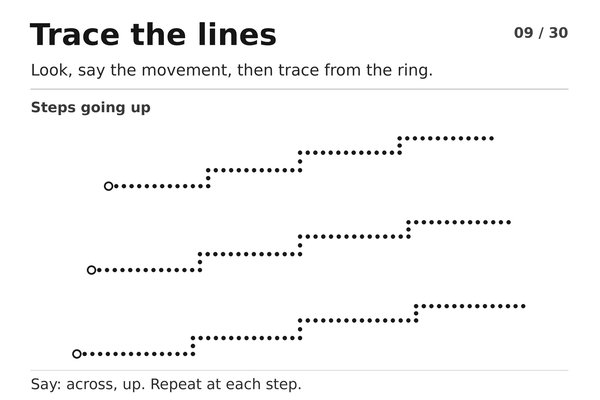 Trace the lines
09 / 30
Look, say the movement, then trace from the ring.
Steps going up
Say: across, up. Repeat at each step.